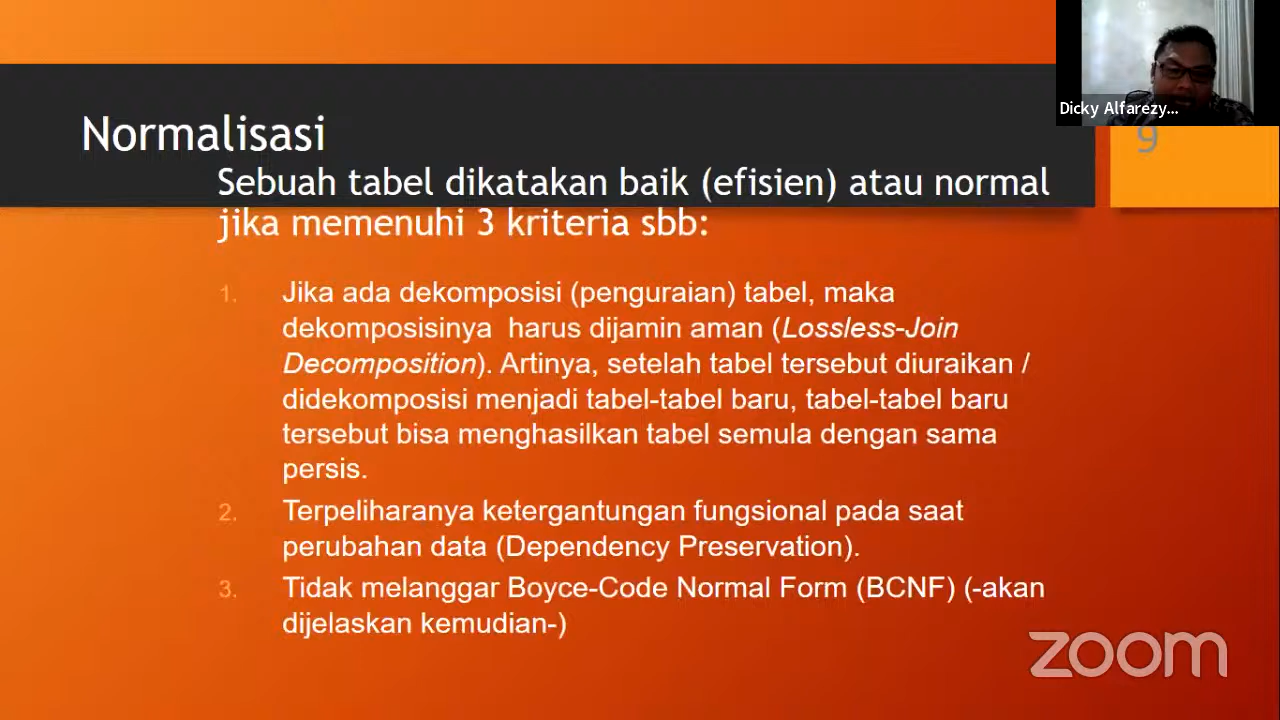 Dicky Alfarezy...
9
Normalisasi
Sebuah tabel dikatakan baik (efisien) atau normal
jika memenuhi 3 kriteria sbb:
1. Jika ada dekomposisi (penguraian) tabel, maka
dekomposisinya harus dijamin aman (Lossless-Join
Decomposition). Artinya, setelah tabel tersebut diuraikan /
didekomposisi menjadi tabel-tabel baru, tabel-tabel baru
tersebut bisa menghasilkan tabel semula dengan sama
persis.
2. Terpeliharanya ketergantungan fungsional pada saat
perubahan data (Dependency Preservation).
3. Tidak melanggar Boyce-Code Normal Form (BCNF) (-akan
dijelaskan kemudian-)
zoom